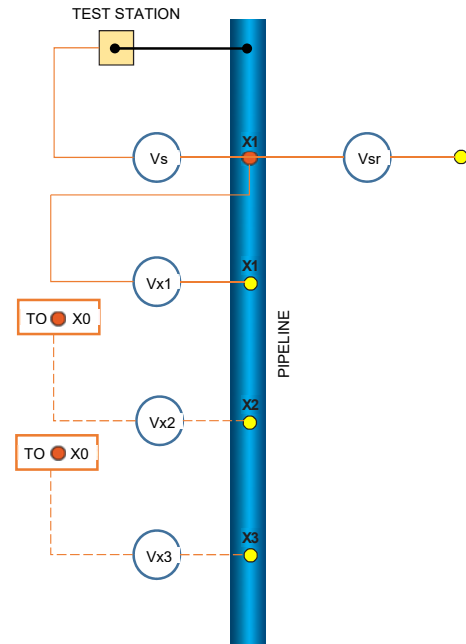 TEST STATION
X1
Vs
Vsr
X1
Vx1
TO X0
PIPELINE
X2
Vx2
TO X0
X3
Vx3